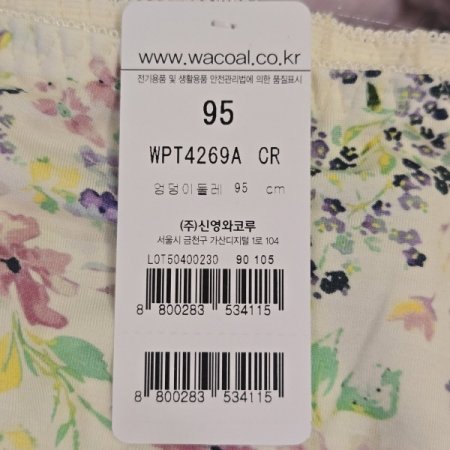 www.wacoal.co.kr
전기용품 및 생활용품 안전관리법에 의한 품질표시
95
WPT4269A CR
엉덩이둘레 95 cm
(주)신영와코루
서울시 금천구 가산디지털 1로 104
LOT5040023D 90 105
8 800283 534115
8 800283 534115